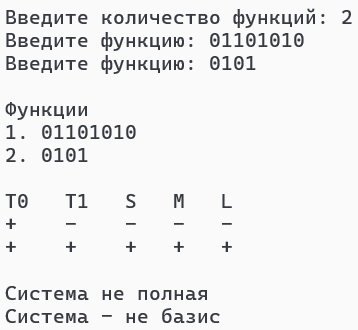 Введите количество функций: 2
Введите функцию: 01101010
Введите функцию: 0101
Функции
1. 01101010
2. 0101
T0 T1 S M L
+ - - - -
+ + + + +
Система не полная
Система - не базис